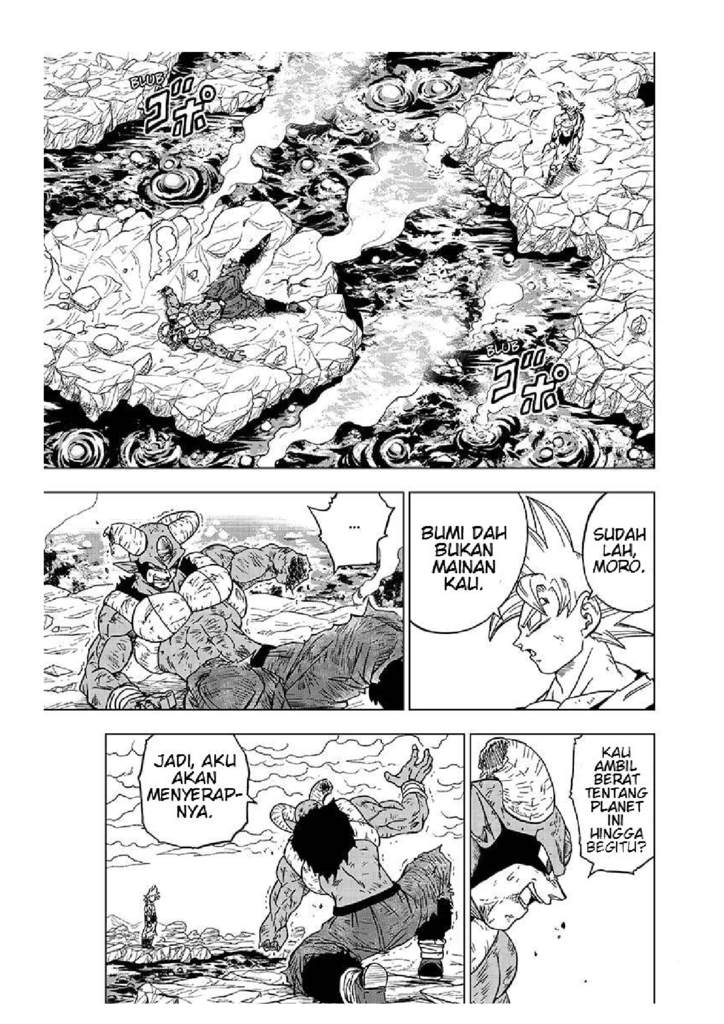 BLUB
ゴポ
BLUB
ゴポ
SUDAH
LAH,
MORO.
BUMI DAH
BUKAN
MAINAN
KAU.
...
KAU
AMBIL
BERAT
TENTANG
PLANET
INI
HINGGA
BEGITU?
JADI, AKU
AKAN
MENYERAP-
NYA.